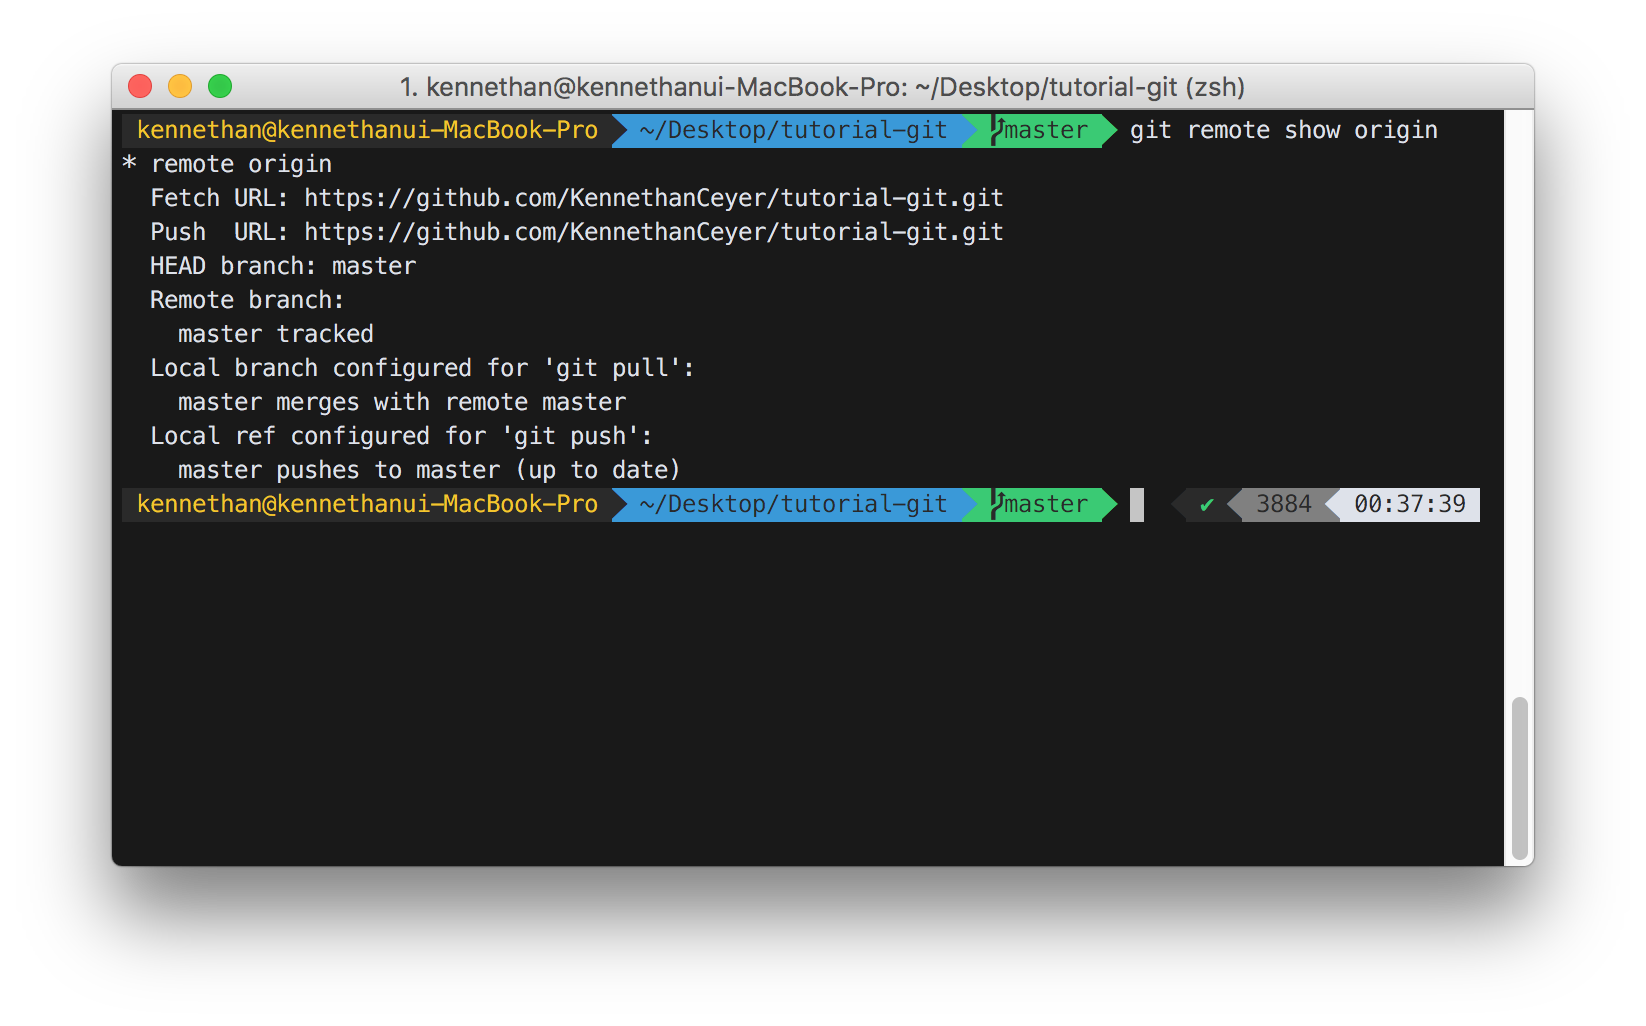 1. kennethan@kennethanui-MacBook-Pro: ~/Desktop/tutorial-git (zsh)
kennethan@kennethanui-MacBook-Pro ~/Desktop/tutorial-git master git remote show origin
* remote origin
  Fetch URL: https://github.com/KennethanCeyer/tutorial-git.git
  Push  URL: https://github.com/KennethanCeyer/tutorial-git.git
  HEAD branch: master
  Remote branch:
    master tracked
  Local branch configured for 'git pull':
    master merges with remote master
  Local ref configured for 'git push':
    master pushes to master (up to date)
kennethan@kennethanui-MacBook-Pro ~/Desktop/tutorial-git master ✔ 3884 00:37:39